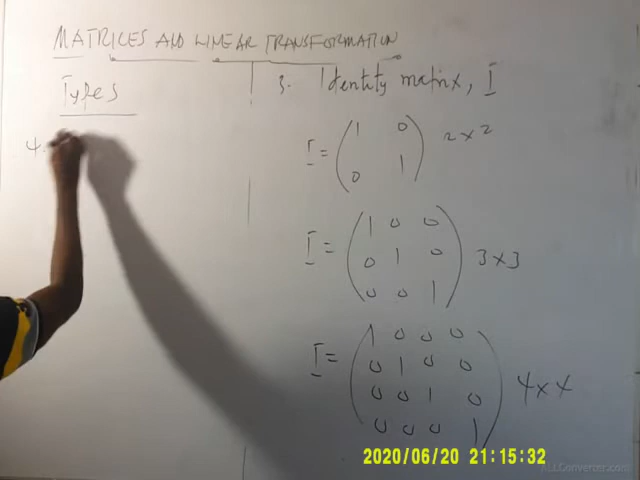 MATRICES AND LINEAR TRANSFORMATION
Types
4.
3. Identity matrix, I
I = (1 0
0 1) 2 x 2
I = (1 0 0
0 1 0
0 0 1) 3 x 3
I = (1 0 0 0
0 1 0 0
0 0 1 0
0 0 0 1) 4 x 4
2020/06/20 21:15:32
ALLConverter.com